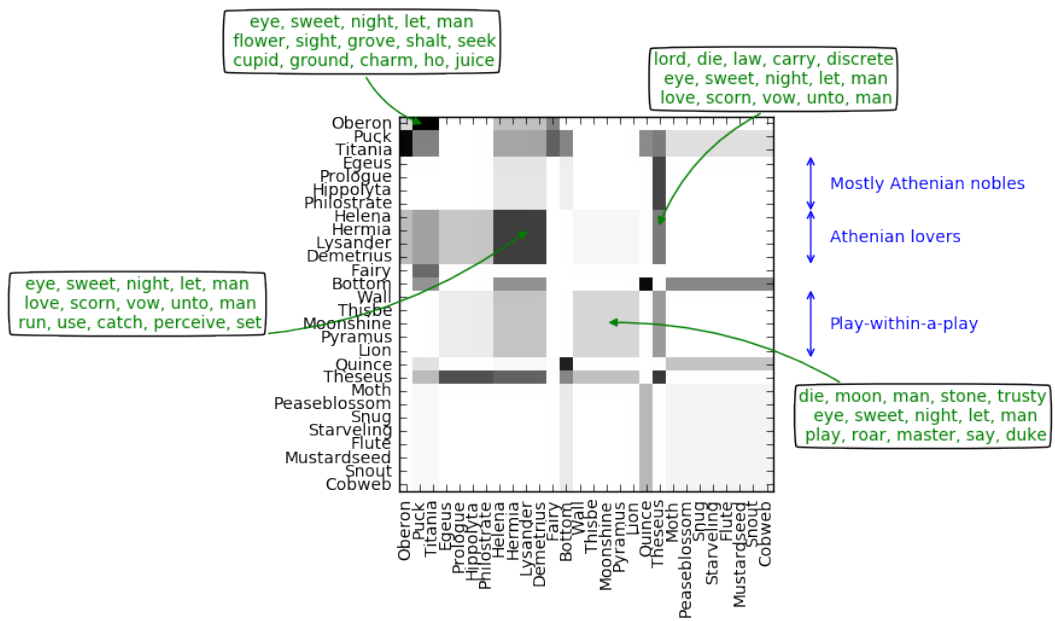 eye, sweet, night, let, man
flower, sight, grove, shalt, seek
cupid, ground, charm, ho, juice
lord, die, law, carry, discrete
eye, sweet, night, let, man
love, scorn, vow, unto, man
Oberon
Puck
Titania
Egeus
Prologue
Hippolyta
Philostrate
Helena
Hermia
Lysander
Demetrius
Fairy
Bottom
Wall
Thisbe
Moonshine
Pyramus
Lion
Quince
Theseus
Moth
Peaseblossom
Snug
Starveling
Flute
Mustardseed
Snout
Cobweb
Mostly Athenian nobles
Athenian lovers
Play-within-a-play
eye, sweet, night, let, man
love, scorn, vow, unto, man
run, use, catch, perceive, set
die, moon, man, stone, trusty
eye, sweet, night, let, man
play, roar, master, say, duke
Oberon
Puck
Titania
Egeus
Prologue
Hippolyta
Philostrate
Helena
Hermia
Lysander
Demetrius
Fairy
Bottom
Wall
Thisbe
Moonshine
Pyramus
Lion
Quince
Theseus
Moth
Peaseblossom
Snug
Starveling
Flute
Mustardseed
Snout
Cobweb